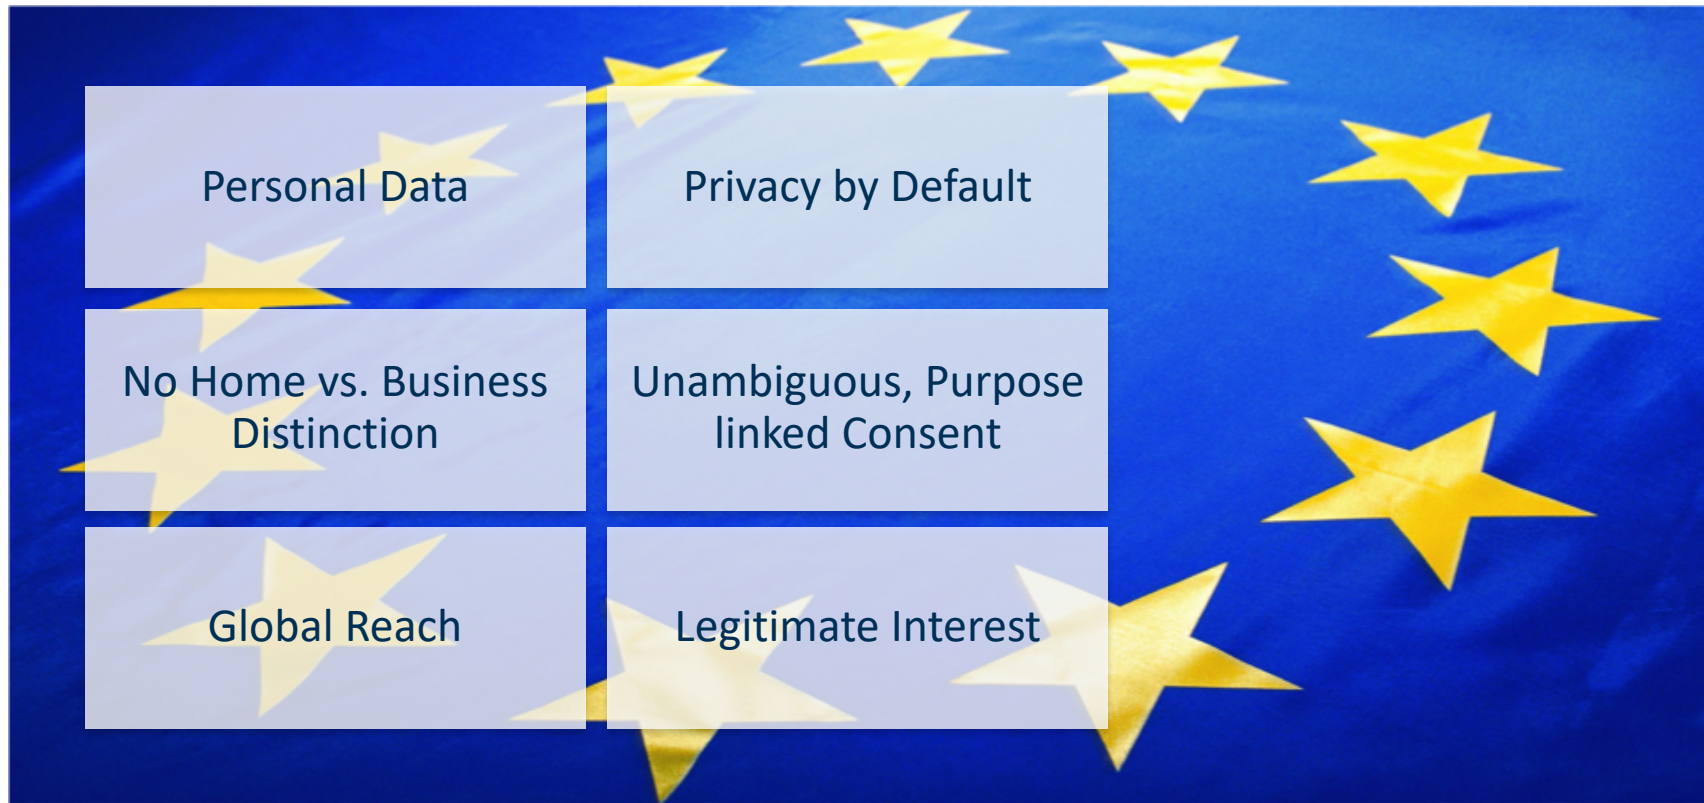 Personal Data
Privacy by Default
No Home vs. Business
Distinction
Unambiguous, Purpose
linked Consent
Global Reach
Legitimate Interest